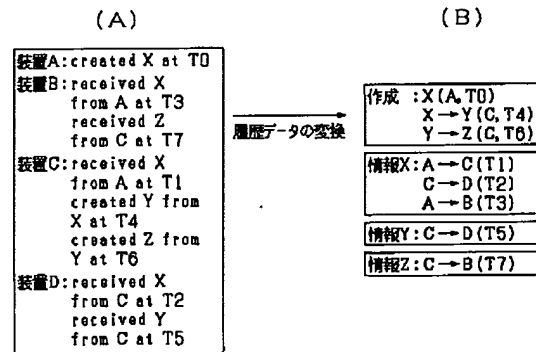 (A)
装置A:created X at T0
装置B:received X
from A at T3
received Z
from C at T7
装置C:received X
from A at T1
created Y from
X at T4
created Z from
Y at T6
装置D:received X
from C at T2
received Y
from C at T5
履歴データの変換
(B)
作成 :X(A,T0)
X→Y(C,T4)
Y→Z(C,T6)
情報X:A→C(T1)
C→D(T2)
A→B(T3)
情報Y:C→D(T5)
情報Z:C→B(T7)